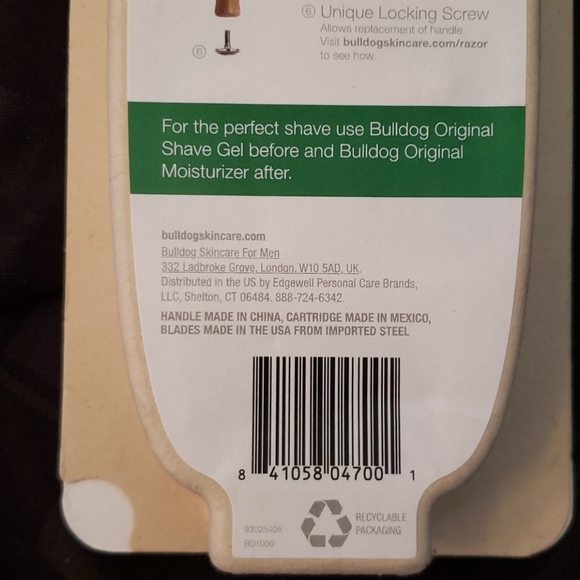 ⑥ Unique Locking Screw
Allows replacement of handle.
Visit bulldogskincare.com/razor
to see how.
⑥
For the perfect shave use Bulldog Original
Shave Gel before and Bulldog Original
Moisturizer after.
bulldogskincare.com
Bulldog Skincare For Men
332 Ladbroke Grove, London, W10 5AD, UK.
Distributed in the US by Edgewell Personal Care Brands,
LLC, Shelton, CT 06484. 888-724-6342.
HANDLE MADE IN CHINA, CARTRIDGE MADE IN MEXICO,
BLADES MADE IN THE USA FROM IMPORTED STEEL
8 41058 04700 1
93025405
BD1000
RECYCLABLE
PACKAGING